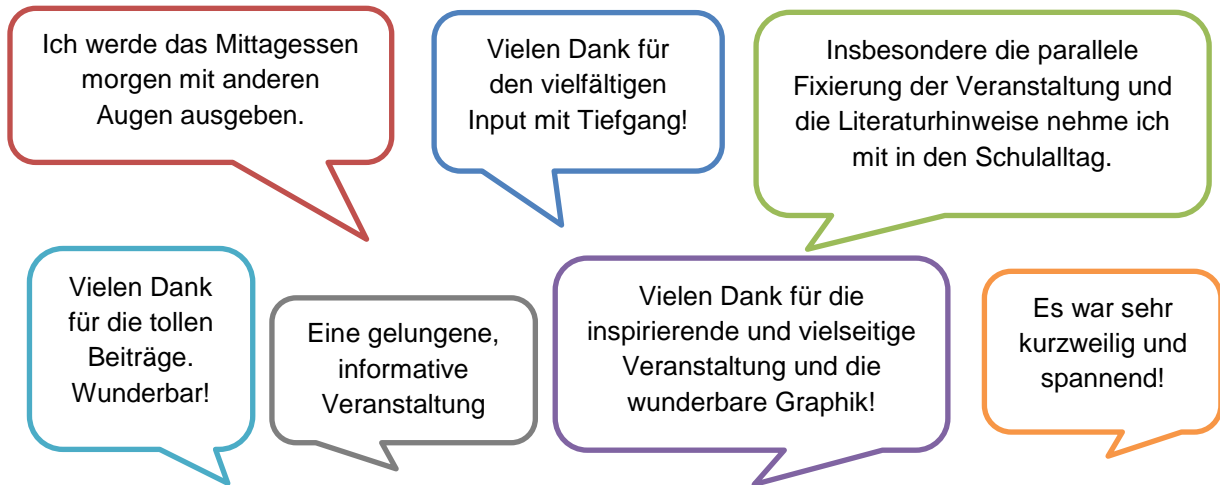 Ich werde das Mittagessen
morgen mit anderen
Augen ausgeben.
Vielen Dank für
den vielfältigen
Input mit Tiefgang!
Insbesondere die parallele
Fixierung der Veranstaltung und
die Literaturhinweise nehme ich
mit in den Schulalltag.
Vielen Dank
für die tollen
Beiträge.
Wunderbar!
Eine gelungene,
informative
Veranstaltung
Vielen Dank für die
inspirierende und vielseitige
Veranstaltung und die
wunderbare Graphik!
Es war sehr
kurzweilig und
spannend!